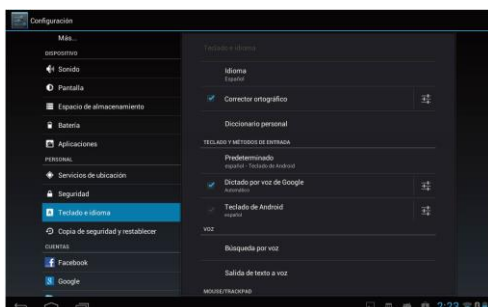 Configuración
Más...
DISPOSITIVO
Sonido
Pantalla
Espacio de almacenamiento
Batería
Aplicaciones
PERSONAL
Servicios de ubicación
Seguridad
Teclado e idioma
Copia de seguridad y restablecer
CUENTAS
Facebook
Google
Teclado e idioma
Idioma
Español
Corrector ortográfico
Diccionario personal
TECLADO Y MÉTODOS DE ENTRADA
Predeterminado
español - Teclado de Android
Dictado por voz de Google
Automático
Teclado de Android
español
VOZ
Búsqueda por voz
Salida de texto a voz
MOUSE/TRACKPAD
2:23